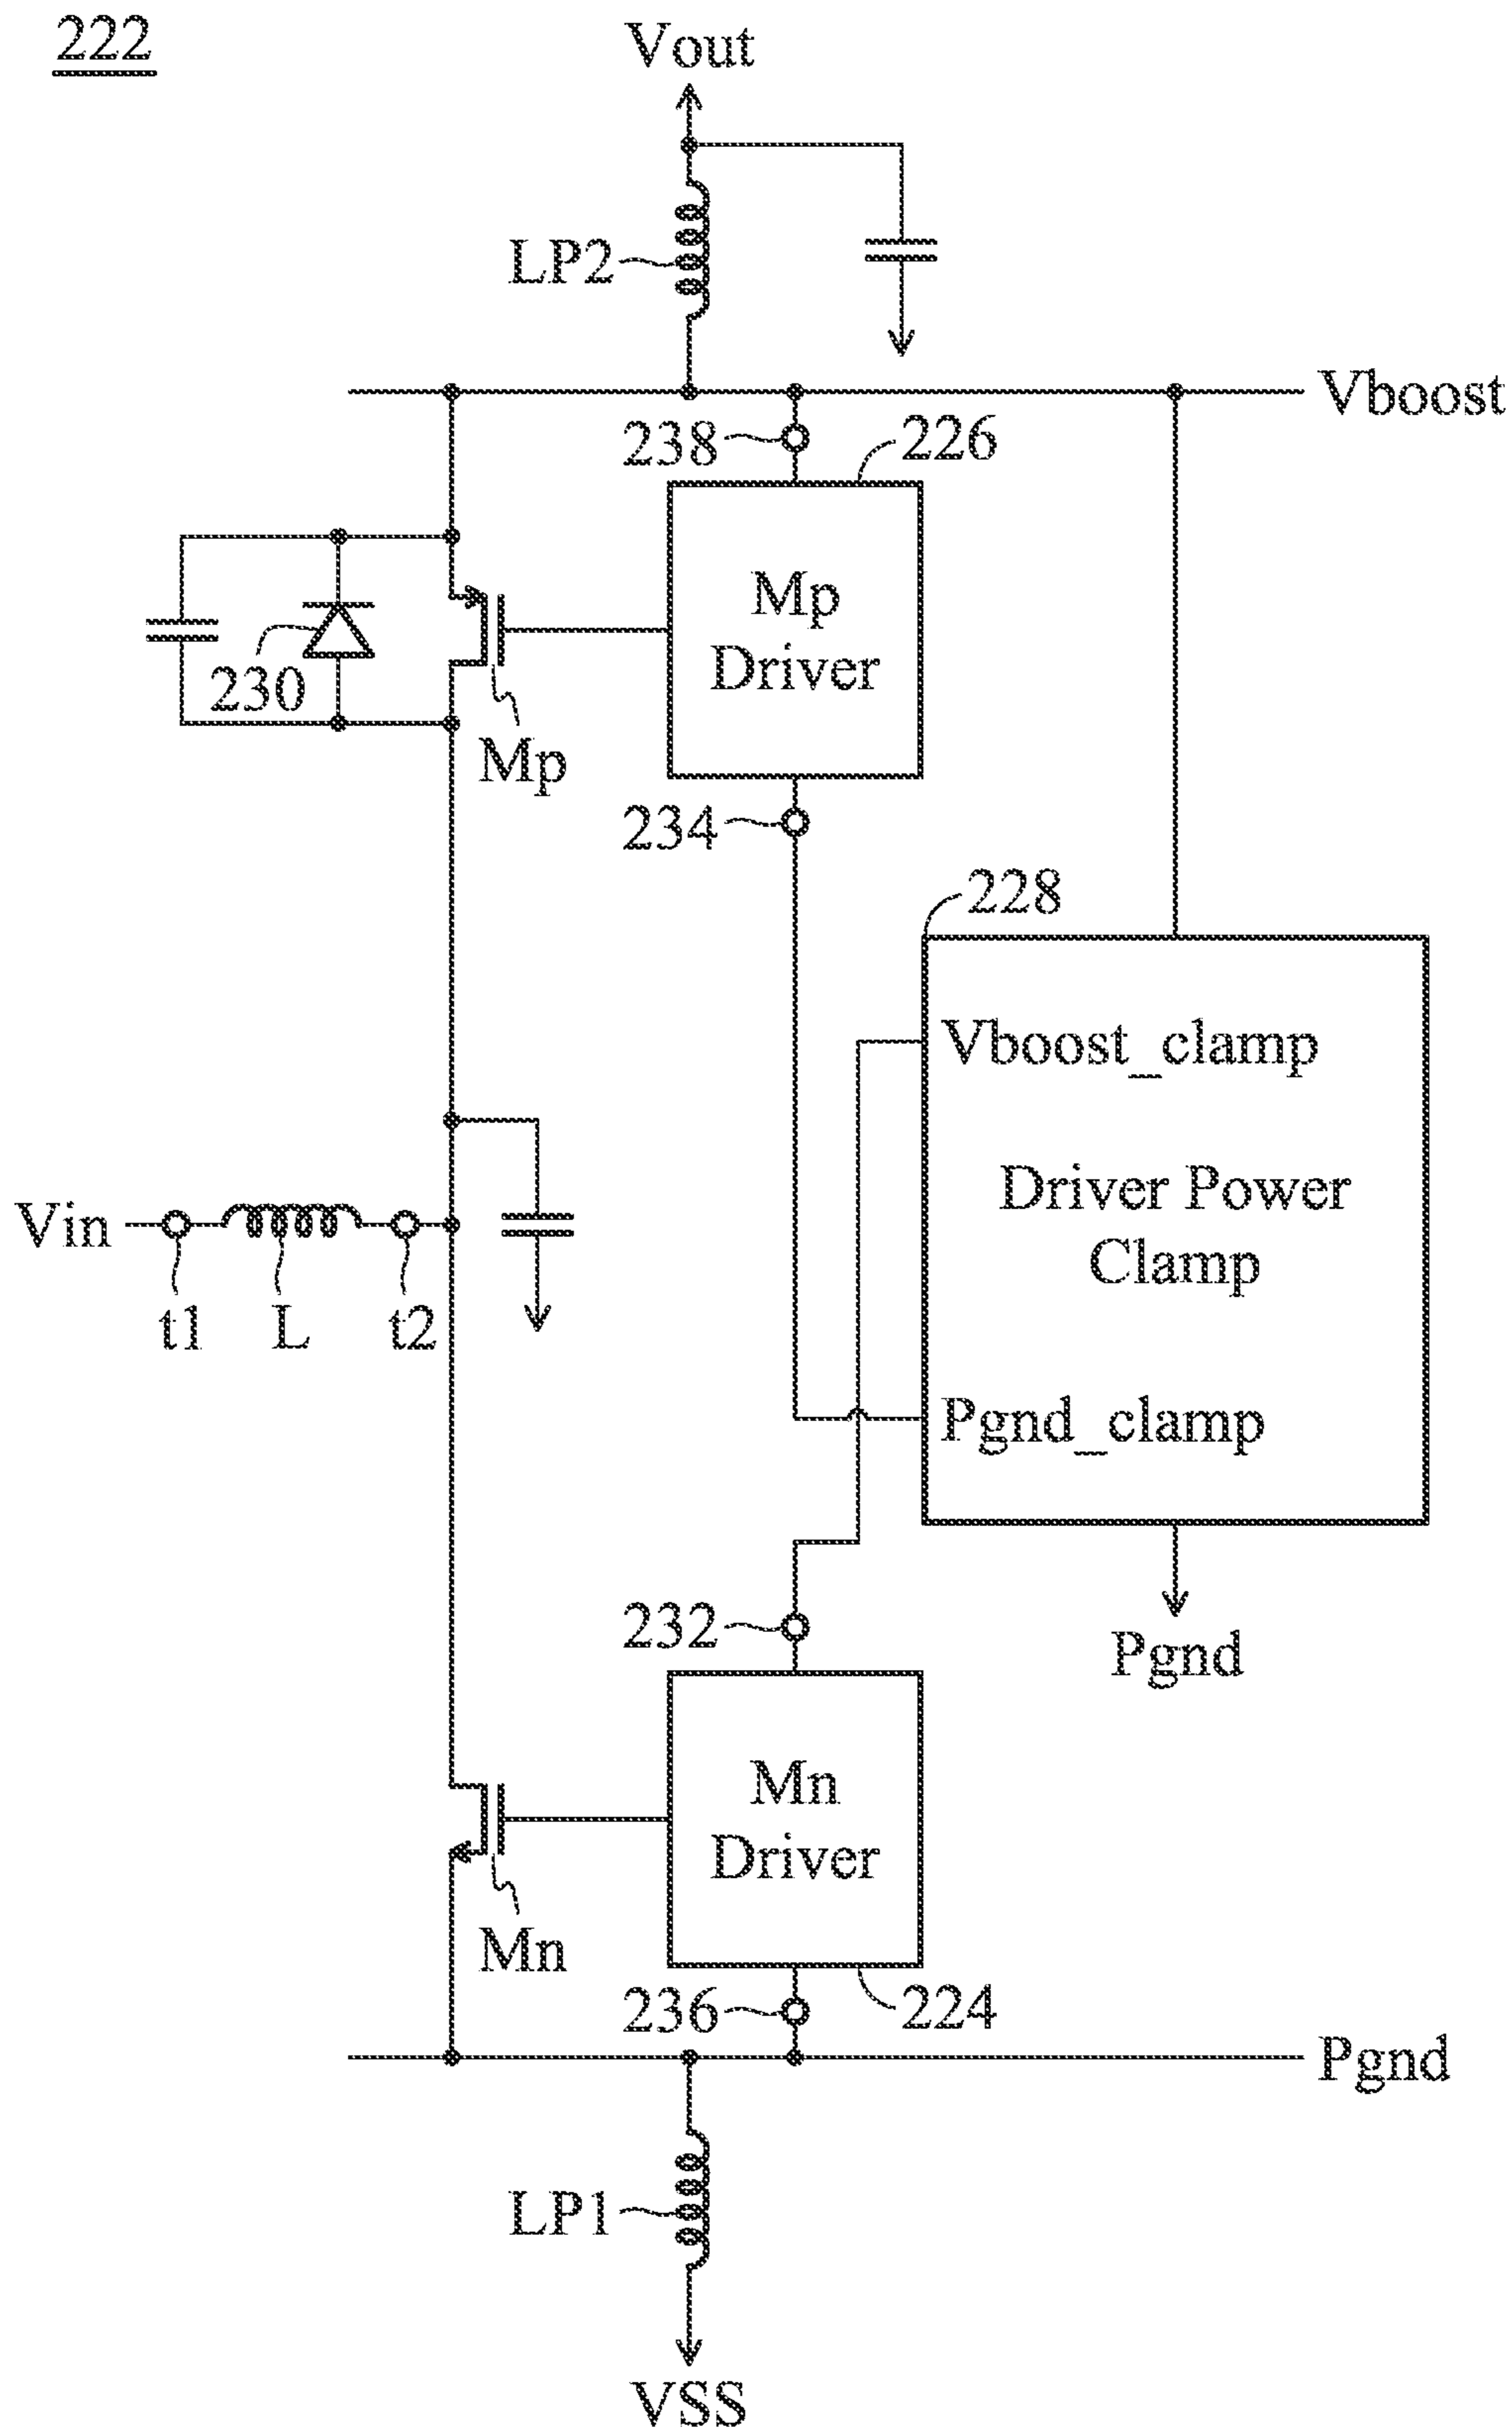 222
Vout
LP2
Vboost
238
226
Mp
Driver
230
Mp
234
228
Vboost_clamp
Driver Power
Clamp
Vin
t1
L
t2
Pgnd_clamp
232
Pgnd
Mn
Driver
Mn
236
224
Pgnd
LP1
VSS